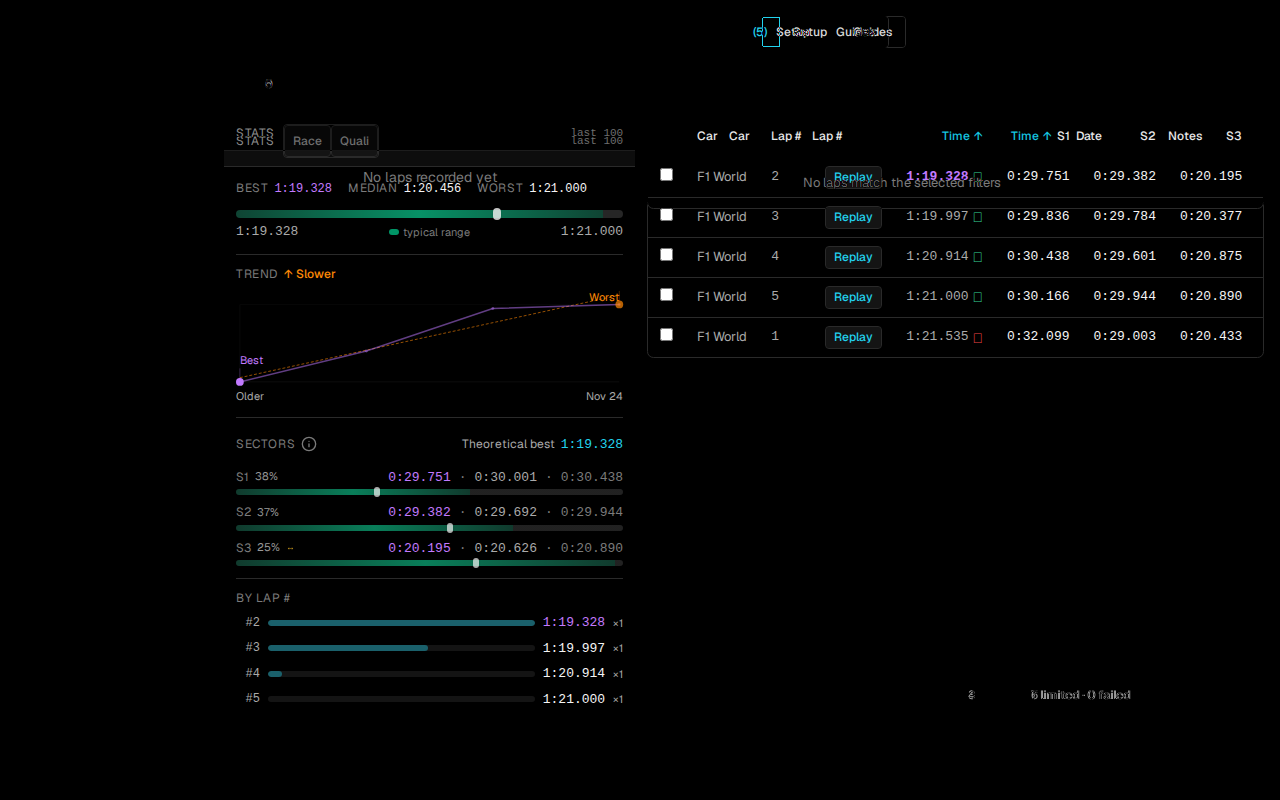 (5) Setup Guides
STATS
STATS Race Quali
last 100
last 100
No laps recorded yet
BEST 1:19.328 MEDIAN 1:20.456 WORST 1:21.000
1:19.328 typical range 1:21.000
TREND ↑ Slower
Worst
Best
Older Nov 24
SECTORS Theoretical best 1:19.328
S1 38% 0:29.751 · 0:30.001 · 0:30.438
S2 37% 0:29.382 · 0:29.692 · 0:29.944
S3 25% ↔ 0:20.195 · 0:20.626 · 0:20.890
BY LAP #
#2 1:19.328 ×1
#3 1:19.997 ×1
#4 1:20.914 ×1
#5 1:21.000 ×1
Car Car Lap # Lap # Time ↑ Time ↑ S1 Date S2 Notes S3
F1 World 2 Replay 1:19.328 0:29.751 0:29.382 0:20.195
No laps match the selected filters
F1 World 3 Replay 1:19.997 0:29.836 0:29.784 0:20.377
F1 World 4 Replay 1:20.914 0:30.438 0:29.601 0:20.875
F1 World 5 Replay 1:21.000 0:30.166 0:29.944 0:20.890
F1 World 1 Replay 1:21.535 0:32.099 0:29.003 0:20.433
limited · 0 failed